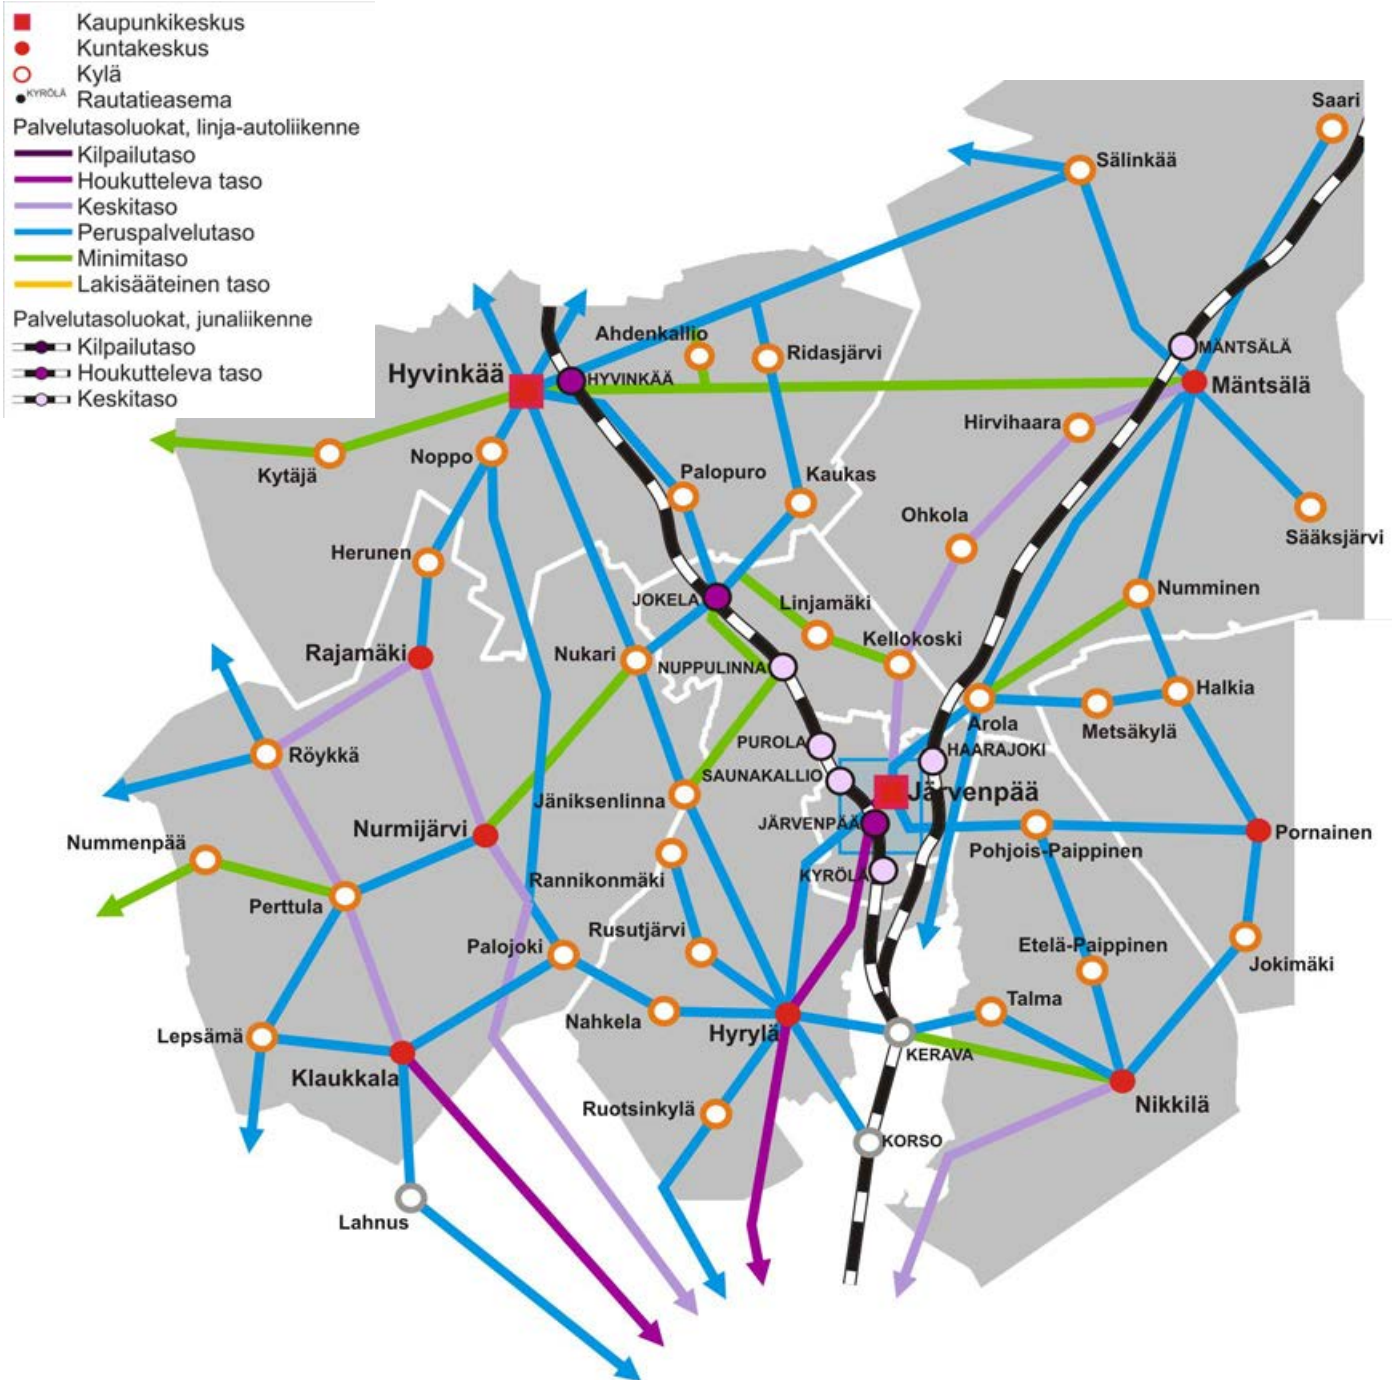 Kaupunkikeskus
Kuntakeskus
Kylä
KYRÖLÄ Rautatieasema
Palvelutasoluokat, linja-autoliikenne
Kilpailutaso
Houkutteleva taso
Keskitaso
Peruspalvelutaso
Minimitaso
Lakisääteinen taso
Palvelutasoluokat, junaliikenne
Kilpailutaso
Houkutteleva taso
Keskitaso
Saari
Sälinkää
Ahdenkallio
Ridasjärvi
MÄNTSÄLÄ
Hyvinkää
HYVINKÄÄ
Mäntsälä
Hirvihaara
Noppo
Kytäjä
Palopuro
Kaukas
Ohkola
Sääksjärvi
Herunen
JOKELA
Linjamäki
Numminen
Kellokoski
Rajamäki
Nukari
NUPPULINNA
Halkia
Arola
Metsäkylä
Röykkä
PUROLA
HAARAJOKI
SAUNAKALLIO
Järvenpää
Jäniksenlinna
Nurmijärvi
JÄRVENPÄÄ
Pornainen
Nummenpää
Pohjois-Paippinen
Rannikonmäki
KYRÖLÄ
Perttula
Rusutjärvi
Palojoki
Etelä-Paippinen
Jokimäki
Talma
Nahkela
Hyrylä
Lepsämä
KERAVA
Klaukkala
Ruotsinkylä
Nikkilä
KORSO
Lahnus